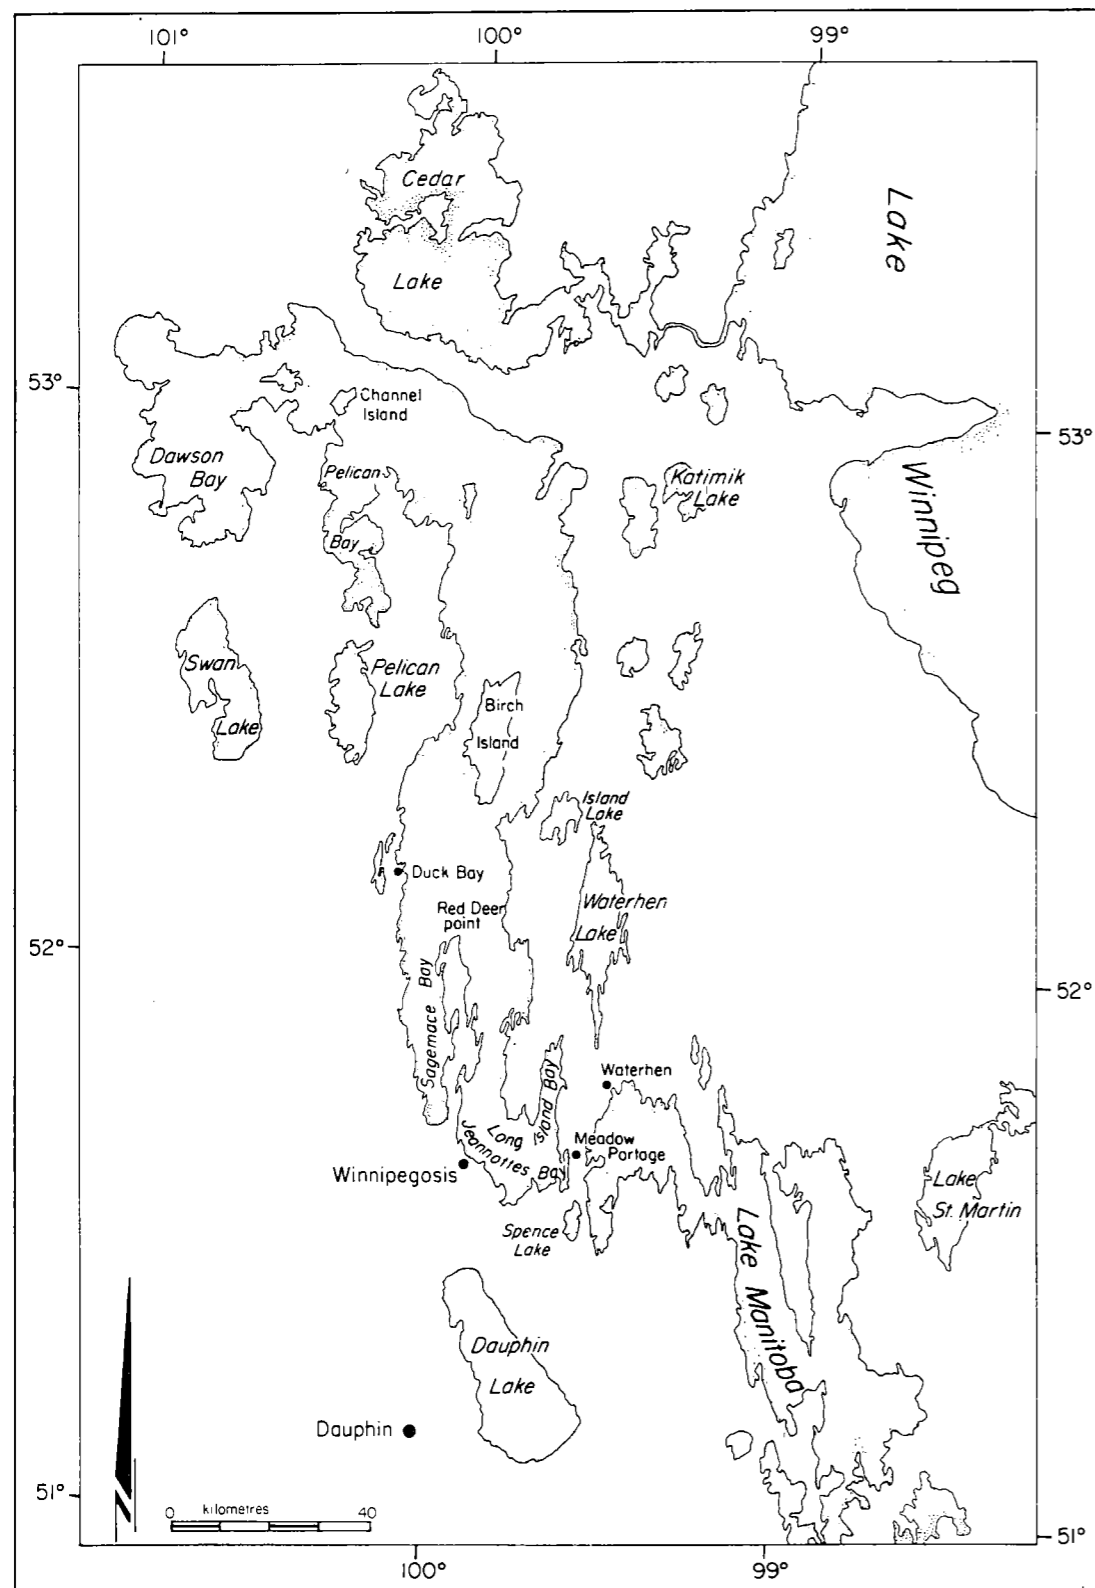 101°
100°
99°
Cedar
Lake
Lake
53°
Channel
Island
Dawson
Bay
Pelican
Bay
Katimik
Lake
53°
Winnipeg
Swan
Lake
Pelican
Lake
Birch
Island
Island
Lake
Duck Bay
Red Deer
point
Waterhen
Lake
52°
52°
Sagemace Bay
Waterhen
Long
Island Bay
Jeannottes Bay
Meadow
Portage
Winnipegosis
Spence
Lake
Lake
St. Martin
Lake Manitoba
Dauphin
Lake
Dauphin
51°
0 kilometres 40
51°
100°
99°